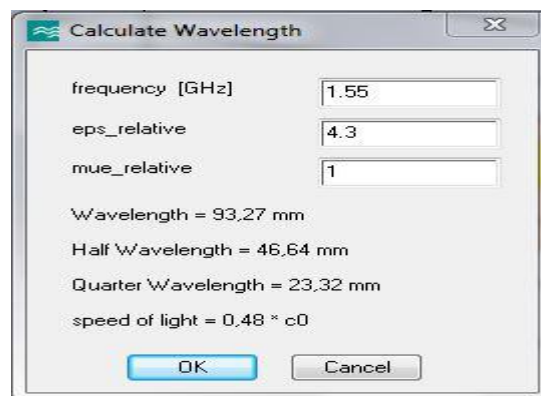 Calculate Wavelength
frequency [GHz] 1.55
eps_relative 4.3
mue_relative 1
Wavelength = 93,27 mm
Half Wavelength = 46,64 mm
Quarter Wavelength = 23,32 mm
speed of light = 0,48 * c0
OK Cancel